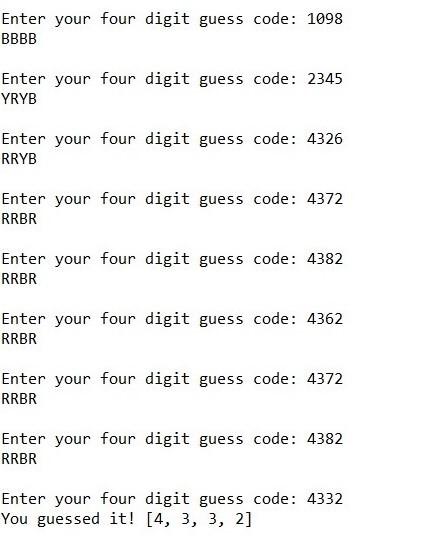 Enter your four digit guess code: 1098
BBBB
Enter your four digit guess code: 2345
YRYB
Enter your four digit guess code: 4326
RRYB
Enter your four digit guess code: 4372
RRBR
Enter your four digit guess code: 4382
RRBR
Enter your four digit guess code: 4362
RRBR
Enter your four digit guess code: 4372
RRBR
Enter your four digit guess code: 4382
RRBR
Enter your four digit guess code: 4332
You guessed it! [4, 3, 3, 2]